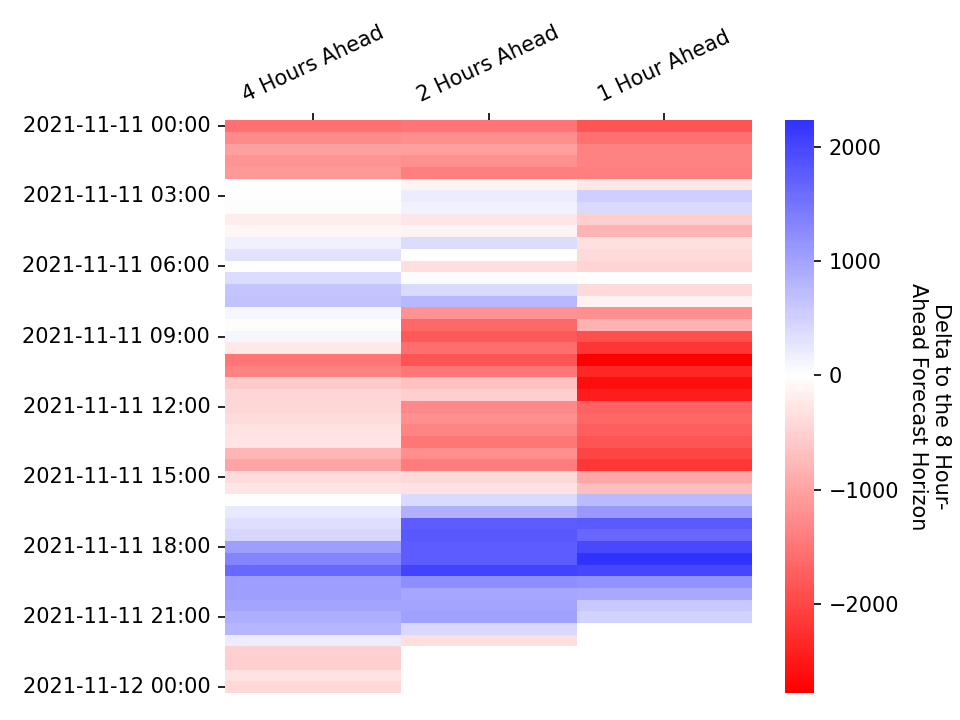 4 Hours Ahead
2 Hours Ahead
1 Hour Ahead
2021-11-11 00:00
2021-11-11 03:00
2021-11-11 06:00
2021-11-11 09:00
2021-11-11 12:00
2021-11-11 15:00
2021-11-11 18:00
2021-11-11 21:00
2021-11-12 00:00
2000
1000
0
−1000
−2000
Delta to the 8 Hour-
Ahead Forecast Horizon